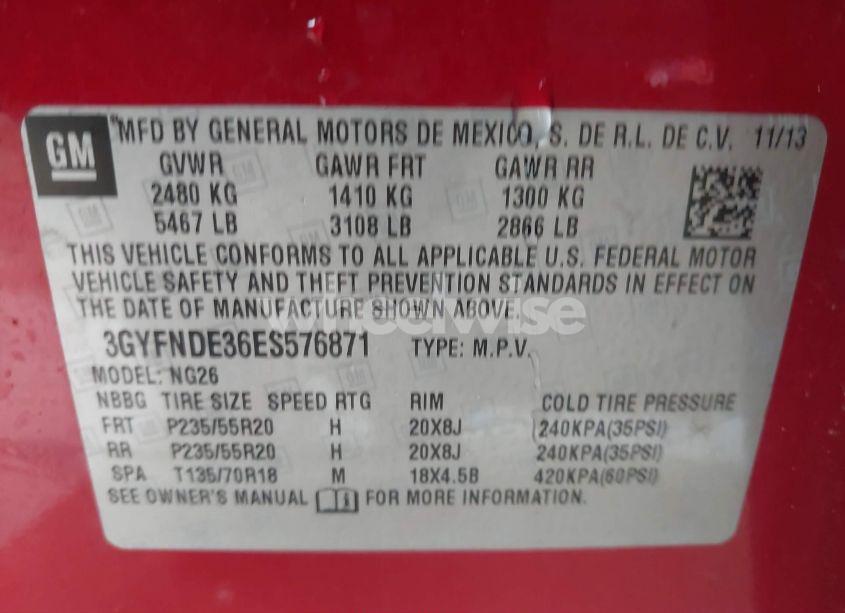 GM
MFD BY GENERAL MOTORS DE MEXICO, S. DE R.L. DE C.V. 11/13
GVWR GAWR FRT GAWR RR
2480 KG 1410 KG 1300 KG
5467 LB 3108 LB 2866 LB
THIS VEHICLE CONFORMS TO ALL APPLICABLE U.S. FEDERAL MOTOR
VEHICLE SAFETY AND THEFT PREVENTION STANDARDS IN EFFECT ON
THE DATE OF MANUFACTURE SHOWN ABOVE.
wheelwise
3GYFNDE36ES576871 TYPE: M.P.V.
MODEL: NG26
NBBG TIRE SIZE SPEED RTG RIM COLD TIRE PRESSURE
FRT P235/55R20 H 20X8J 240KPA(35PSI)
RR P235/55R20 H 20X8J 240KPA(35PSI)
SPA T135/70R18 M 18X4.5B 420KPA(60PSI)
SEE OWNER'S MANUAL FOR MORE INFORMATION.